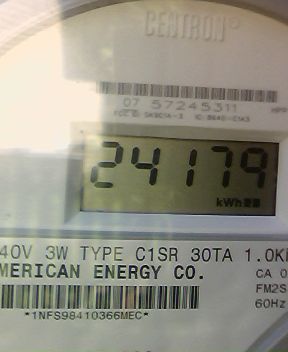 CENTRON®
07 57245311
24179
kWh
40V 3W TYPE C1SR 30TA 1.0K
MERICAN ENERGY CO.
CA 0
FM2S
60Hz
*1NFS98410366MEC*